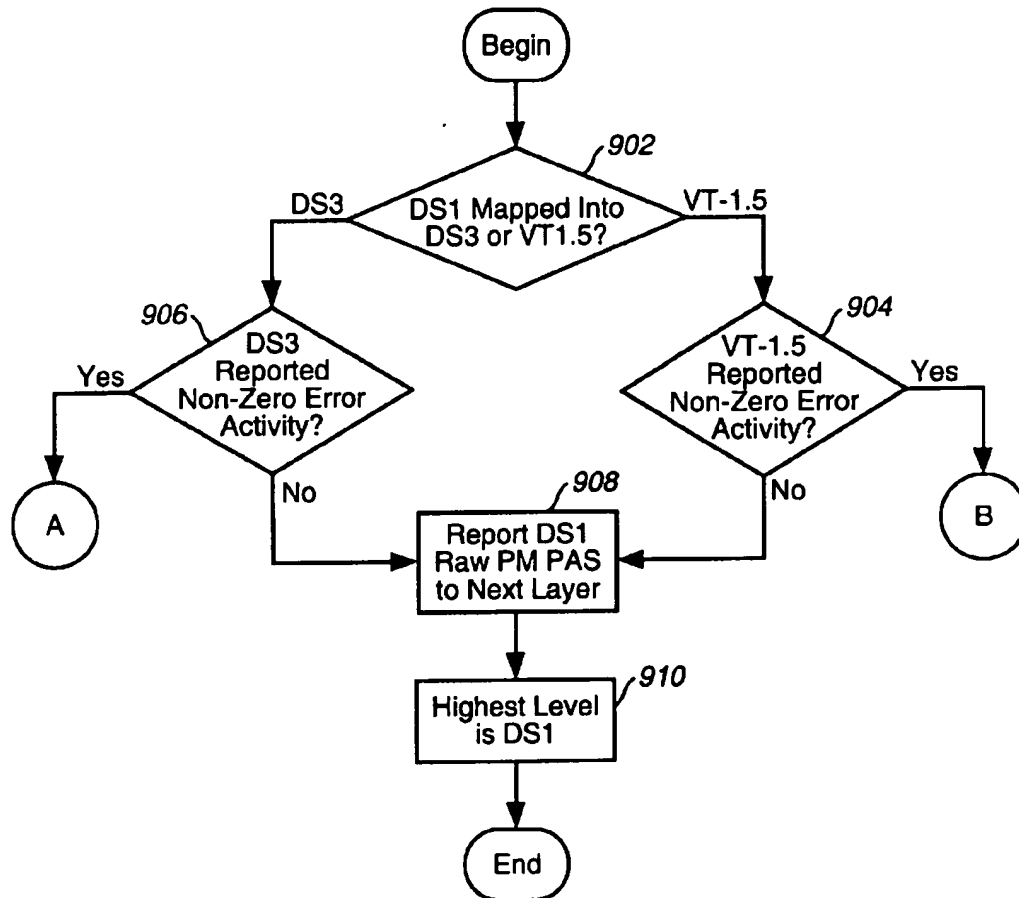 Begin
902
DS3
DS1 Mapped Into
DS3 or VT1.5?
VT-1.5
906
DS3
Reported
Non-Zero Error
Activity?
Yes
No
904
VT-1.5
Reported
Non-Zero Error
Activity?
Yes
No
A
B
908
Report DS1
Raw PM PAS
to Next Layer
910
Highest Level
is DS1
End